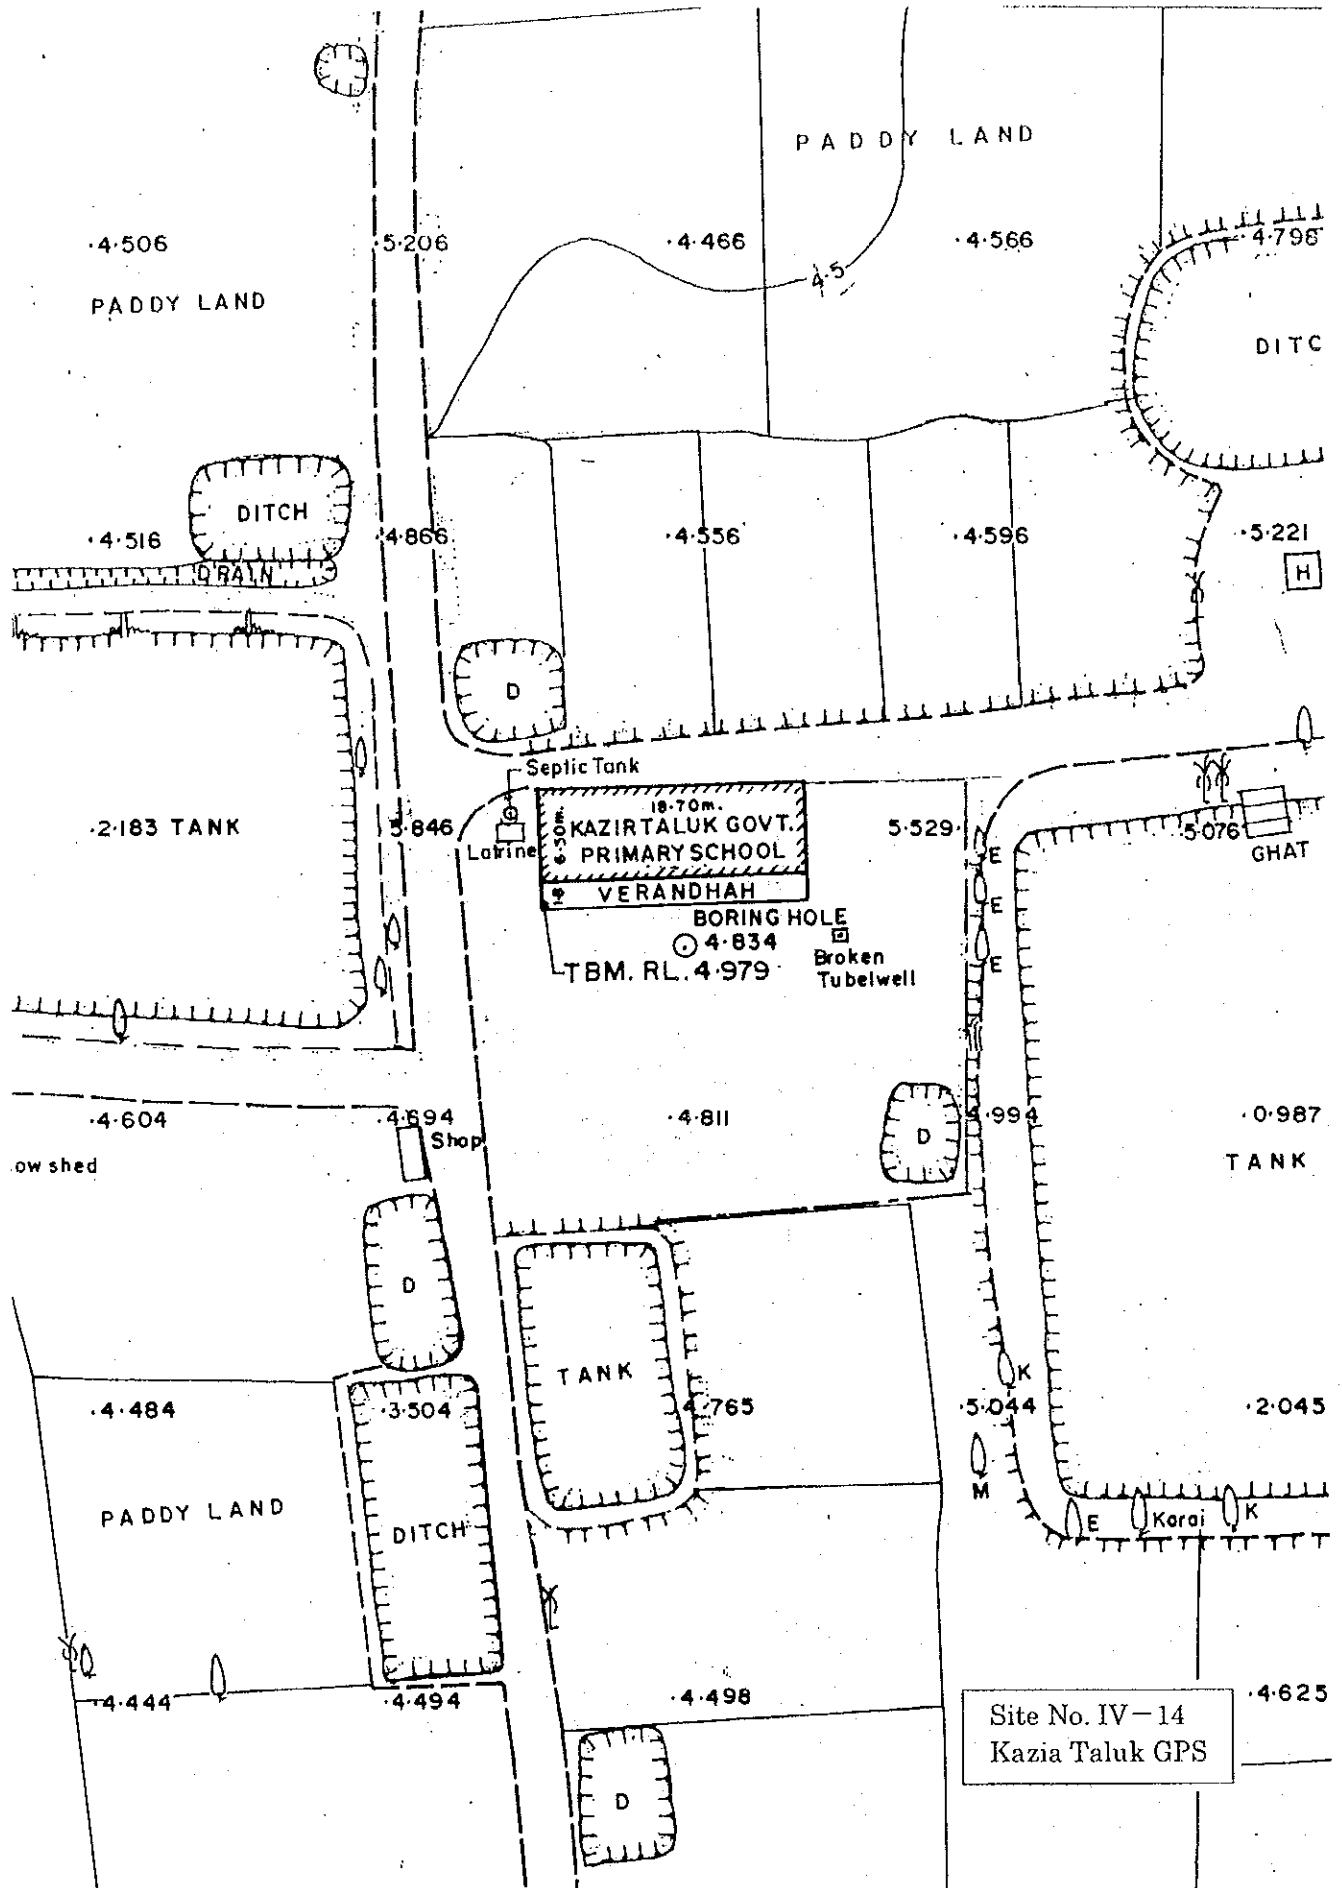 PADDY LAND
·4·506
·5·206
·4·466
·4·566
·4·798
4·5
PADDY LAND
DITC
DITCH
·4·516
·4·866
·4·556
·4·596
·5·221
DRAIN
H
D
Septic Tank
18·70m.
·2·183 TANK
5·846
6·50m.
KAZIRTALUK GOVT.
5·529·
·5·076
Latrine
PRIMARY SCHOOL
E
GHAT
VERANDHAH
E
BORING HOLE
4·834
Broken
Tubelwell
E
TBM. RL. 4·979
·4·604
·4·694
Shop
·4·811
D
4·994
·0·987
ow shed
TANK
D
TANK
K
·4·484
·3·504
4·765
·5·044
·2·045
M
PADDY LAND
DITCH
E
Korai
K
·4·444
·4·494
·4·498
·4·625
Site No. IV－14
Kazia Taluk GPS
D